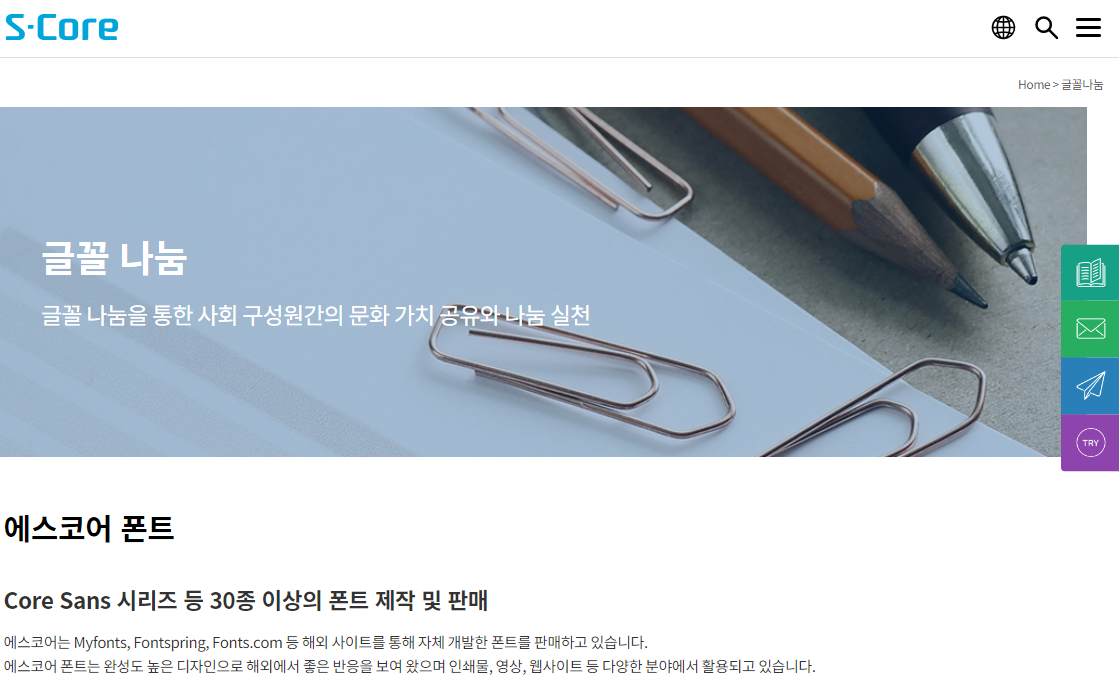 S-Core
Home > 글꼴나눔
글꼴 나눔
글꼴 나눔을 통한 사회 구성원간의 문화 가치 공유와 나눔 실천
TRY
에스코어 폰트
Core Sans 시리즈 등 30종 이상의 폰트 제작 및 판매
에스코어는 Myfonts, Fontspring, Fonts.com 등 해외 사이트를 통해 자체 개발한 폰트를 판매하고 있습니다.
에스코어 폰트는 완성도 높은 디자인으로 해외에서 좋은 반응을 보여 왔으며 인쇄물, 영상, 웹사이트 등 다양한 분야에서 활용되고 있습니다.